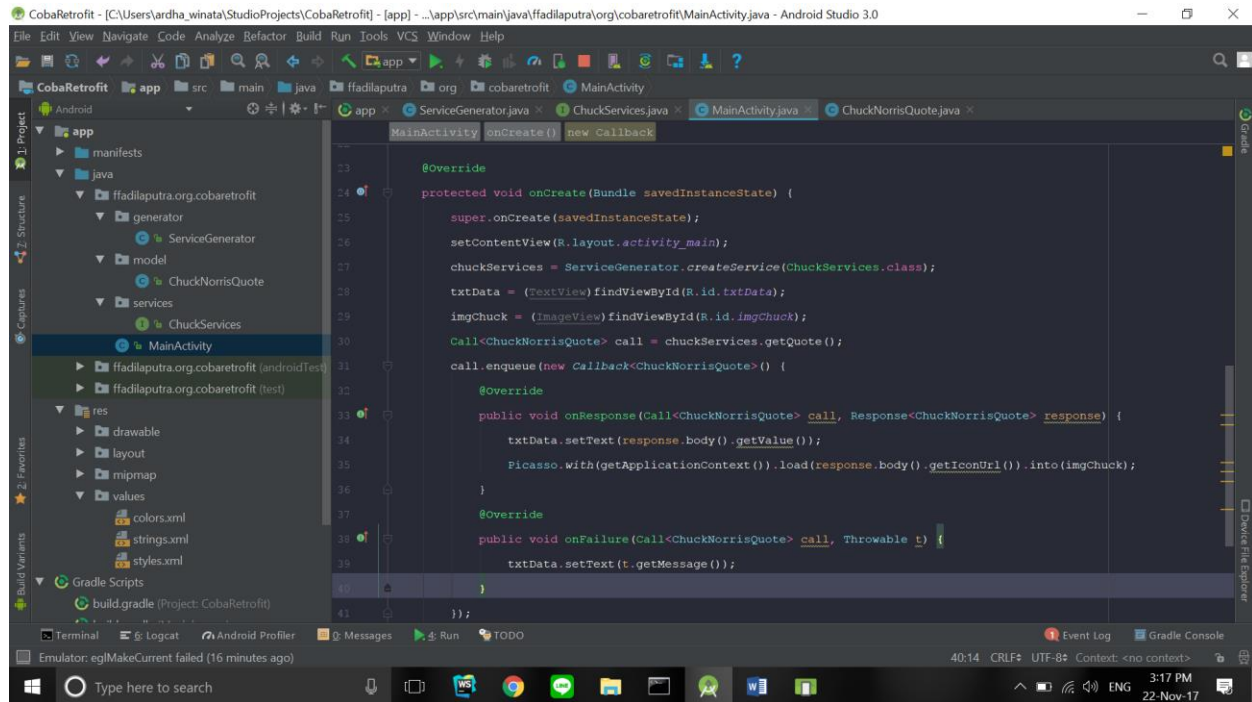 CobaRetrofit - [C:\Users\ardha_winata\StudioProjects\CobaRetrofit] - [app] - ...\app\src\main\java\ffadilaputra\org\cobaretrofit\MainActivity.java - Android Studio 3.0
File Edit View Navigate Code Analyze Refactor Build Run Tools VCS Window Help
app
CobaRetrofit app src main java ffadilaputra org cobaretrofit MainActivity
Android
app ServiceGenerator.java ChuckServices.java MainActivity.java ChuckNorrisQuote.java
MainActivity onCreate() new Callback
1: Project
Z: Structure
Captures
2: Favorites
Build Variants
app
manifests
java
ffadilaputra.org.cobaretrofit
generator
ServiceGenerator
model
ChuckNorrisQuote
services
ChuckServices
MainActivity
ffadilaputra.org.cobaretrofit (androidTest)
ffadilaputra.org.cobaretrofit (test)
res
drawable
layout
mipmap
values
colors.xml
strings.xml
styles.xml
Gradle Scripts
build.gradle (Project: CobaRetrofit)
23 @Override
24 protected void onCreate(Bundle savedInstanceState) {
25 super.onCreate(savedInstanceState);
26 setContentView(R.layout.activity_main);
27 chuckServices = ServiceGenerator.createService(ChuckServices.class);
28 txtData = (TextView)findViewById(R.id.txtData);
29 imgChuck = (ImageView)findViewById(R.id.imgChuck);
30 Call<ChuckNorrisQuote> call = chuckServices.getQuote();
31 call.enqueue(new Callback<ChuckNorrisQuote>() {
32 @Override
33 public void onResponse(Call<ChuckNorrisQuote> call, Response<ChuckNorrisQuote> response) {
34 txtData.setText(response.body().getValue());
35 Picasso.with(getApplicationContext()).load(response.body().getIconUrl()).into(imgChuck);
36 }
37 @Override
38 public void onFailure(Call<ChuckNorrisQuote> call, Throwable t) {
39 txtData.setText(t.getMessage());
40 }
41 });
Gradle
Device File Explorer
Terminal 6: Logcat Android Profiler 0: Messages 4: Run TODO 1 Event Log Gradle Console
Emulator: eglMakeCurrent failed (16 minutes ago) 40:14 CRLF UTF-8 Context: <no context>
Type here to search WS LINE ENG 3:17 PM
22-Nov-17